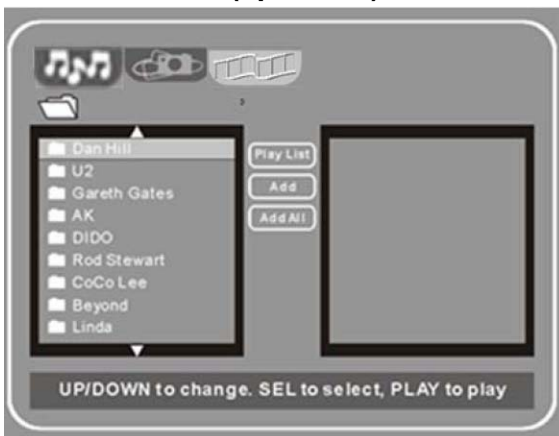 Dan Hill
U2
Gareth Gates
AK
DIDO
Rod Stewart
CoCo Lee
Beyond
Linda
Play List
Add
Add All
UP/DOWN to change. SEL to select, PLAY to play